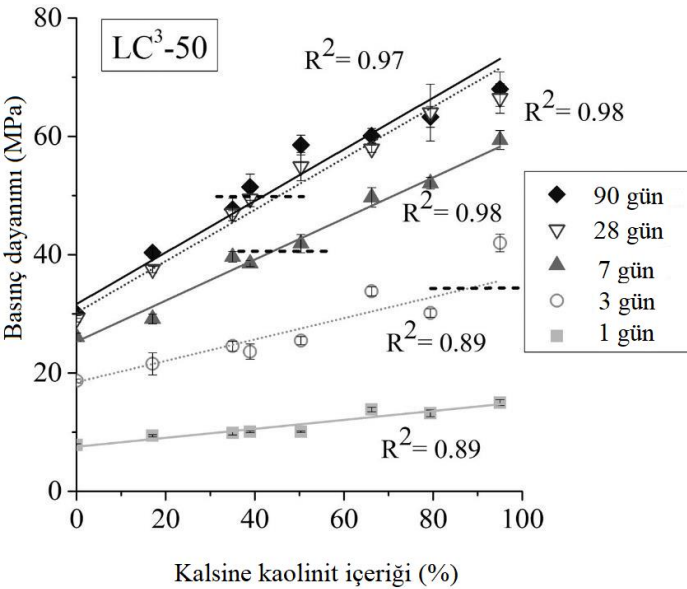 LC³-50
R² = 0.97
R² = 0.98
R² = 0.98
R² = 0.89
R² = 0.89
80
60
40
20
0
0
20
40
60
80
100
Basınç dayanımı (MPa)
Kalsine kaolinit içeriği (%)
90 gün
28 gün
7 gün
3 gün
1 gün